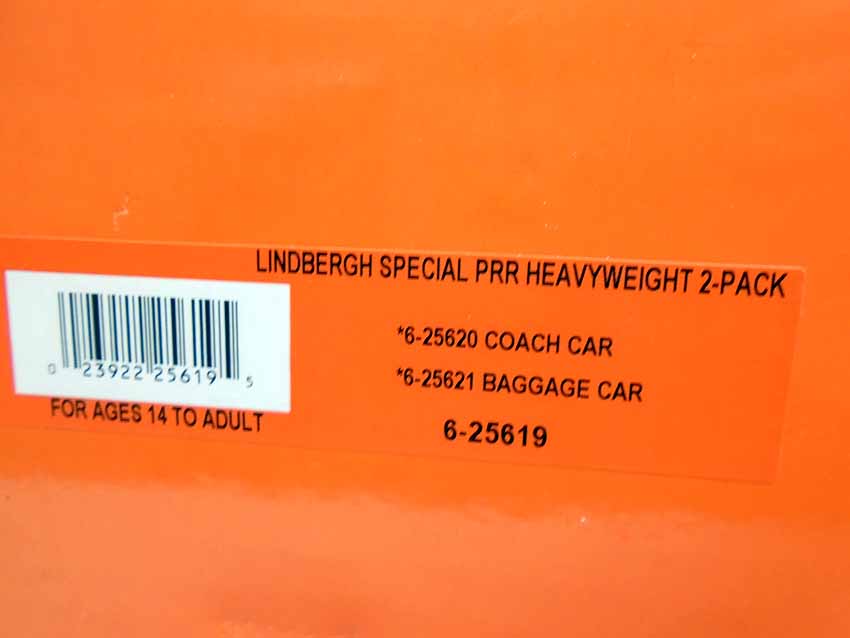 LINDBERGH SPECIAL PRR HEAVYWEIGHT 2-PACK
*6-25620 COACH CAR
*6-25621 BAGGAGE CAR
6-25619
0 23922 25619 5
FOR AGES 14 TO ADULT